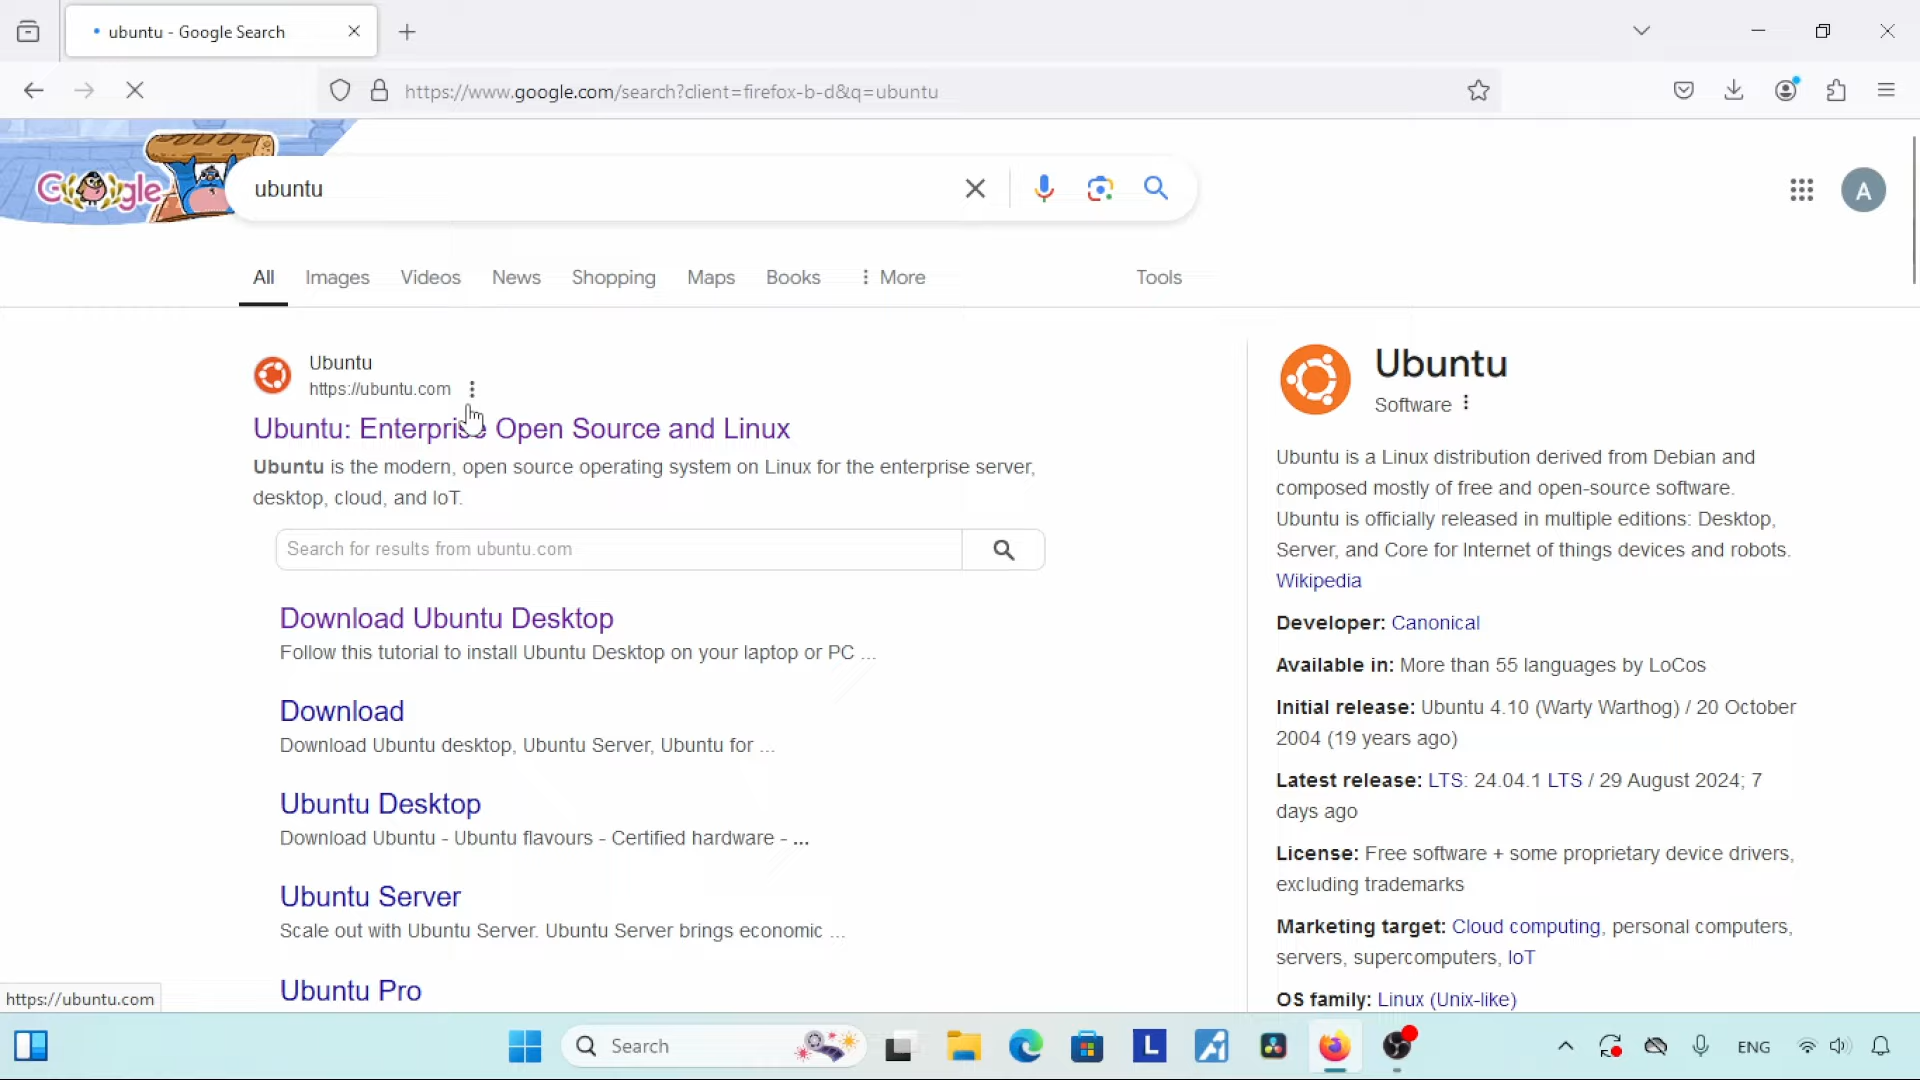 ubuntu - Google Search
https://www.google.com/search?client=firefox-b-d&q=ubuntu
Google
ubuntu
A
All Images Videos News Shopping Maps Books More Tools
Ubuntu
https://ubuntu.com
Ubuntu: Enterprise Open Source and Linux
Ubuntu is the modern, open source operating system on Linux for the enterprise server,
desktop, cloud, and IoT.
Search for results from ubuntu.com
Download Ubuntu Desktop
Follow this tutorial to install Ubuntu Desktop on your laptop or PC ...
Download
Download Ubuntu desktop, Ubuntu Server, Ubuntu for ...
Ubuntu Desktop
Download Ubuntu - Ubuntu flavours - Certified hardware - ...
Ubuntu Server
Scale out with Ubuntu Server. Ubuntu Server brings economic ...
Ubuntu Pro
https://ubuntu.com
Ubuntu
Software
Ubuntu is a Linux distribution derived from Debian and
composed mostly of free and open-source software.
Ubuntu is officially released in multiple editions: Desktop,
Server, and Core for Internet of things devices and robots.
Wikipedia
Developer: Canonical
Available in: More than 55 languages by LoCos
Initial release: Ubuntu 4.10 (Warty Warthog) / 20 October
2004 (19 years ago)
Latest release: LTS: 24.04.1 LTS / 29 August 2024; 7
days ago
License: Free software + some proprietary device drivers,
excluding trademarks
Marketing target: Cloud computing, personal computers,
servers, supercomputers, IoT
OS family: Linux (Unix-like)
Search
L
ENG